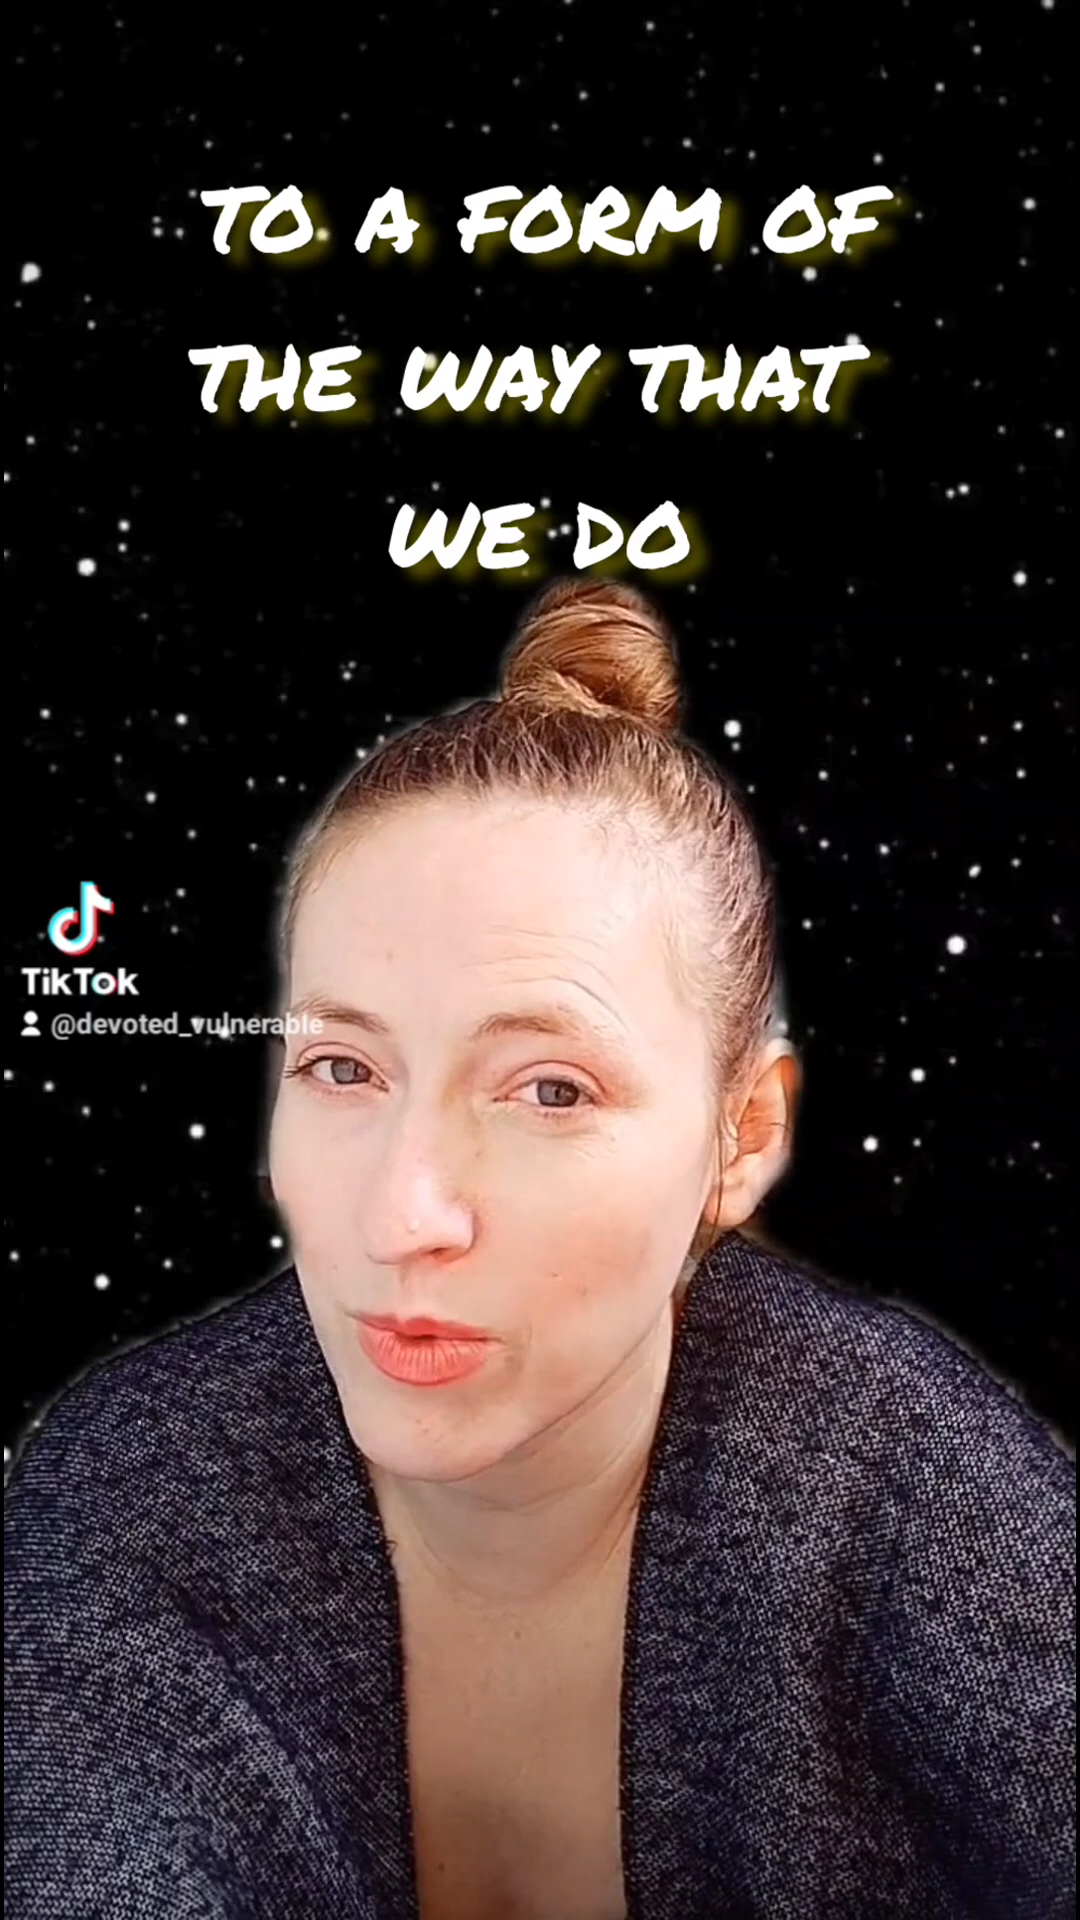 TO A FORM OF
THE WAY THAT
WE DO
TikTok
@devoted_vulnerable